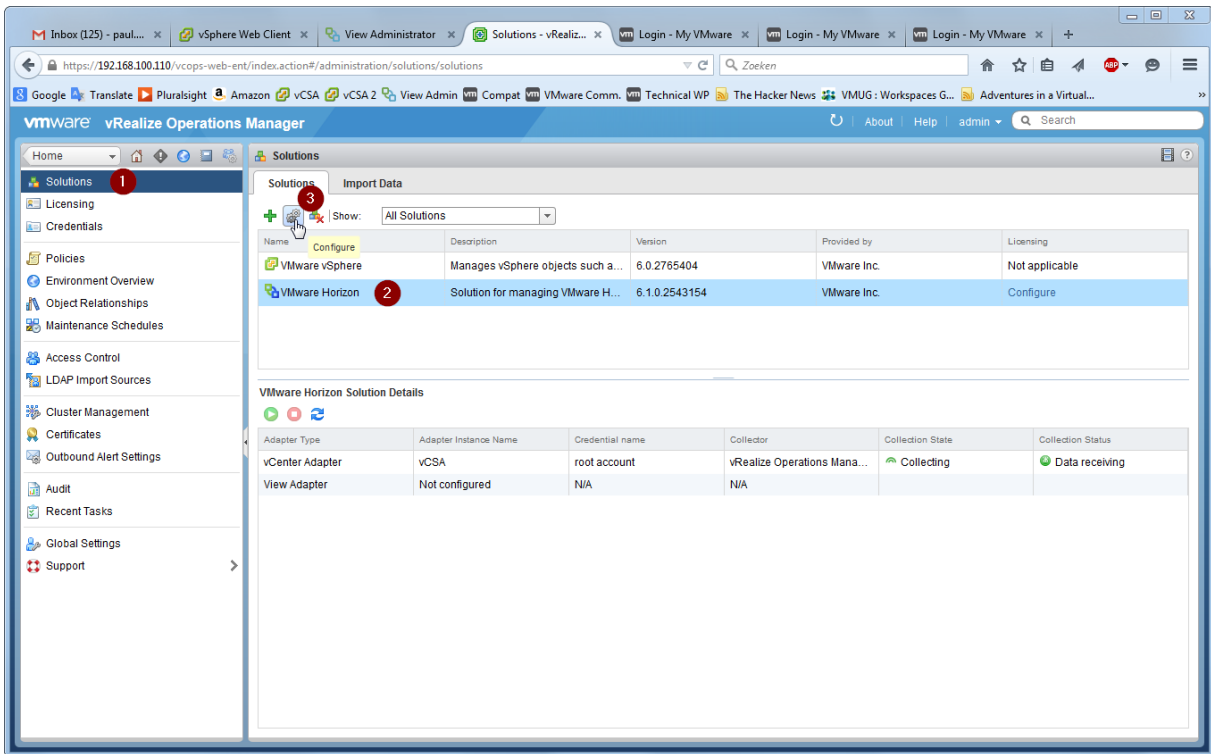 Inbox (125) - paul.... × vSphere Web Client × View Administrator × Solutions - vRealiz... × Login - My VMware × Login - My VMware × Login - My VMware × +
https://192.168.100.110/vcops-web-ent/index.action#/administration/solutions/solutions Zoeken ABP
Google Translate Pluralsight Amazon vCSA vCSA 2 View Admin Compat VMware Comm. Technical WP The Hacker News VMUG : Workspaces G... Adventures in a Virtual... »
vmware vRealize Operations Manager About Help admin Search
Home Solutions
Solutions 1 Solutions Import Data
Licensing
3
Show: All Solutions
Credentials
Name Description Version Provided by Licensing
Configure
Policies VMware vSphere Manages vSphere objects such a... 6.0.2765404 VMware Inc. Not applicable
Environment Overview
VMware Horizon 2 Solution for managing VMware H... 6.1.0.2543154 VMware Inc. Configure
Object Relationships
Maintenance Schedules
Access Control
LDAP Import Sources
VMware Horizon Solution Details
Cluster Management
Certificates
Adapter Type Adapter Instance Name Credential name Collector Collection State Collection Status
Outbound Alert Settings
vCenter Adapter vCSA root account vRealize Operations Mana... Collecting Data receiving
Audit
View Adapter Not configured N/A N/A
Recent Tasks
Global Settings
Support